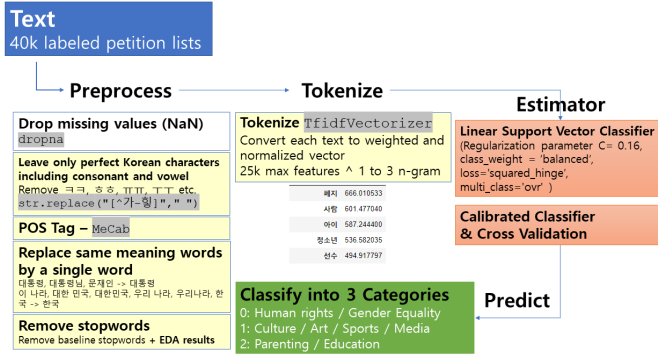 Text
40k labeled petition lists
Preprocess
Tokenize
Estimator
Drop missing values (NaN)
dropna
Leave only perfect Korean characters
including consonant and vowel
Remove ㅋㅋ, ㅎㅎ, ㅠㅠ, ㅜㅜ etc.
str.replace("[^가-힣]"," ")
POS Tag – MeCab
Replace same meaning words
by a single word
대통령, 대통령님, 문재인 -> 대통령
이 나라, 대한 민국, 대한민국, 우리 나라, 우리나라, 한
국 -> 한국
Remove stopwords
Remove baseline stopwords + EDA results
Tokenize TfidfVectorizer
Convert each text to weighted and
normalized vector
25k max features ^ 1 to 3 n-gram
폐지 666.010533
사람 601.477040
아이 587.244400
청소년 536.582035
선수 494.917797
Linear Support Vector Classifier
(Regularization parameter C= 0.16,
class_weight = 'balanced',
loss='squared_hinge',
multi_class='ovr' )
Calibrated Classifier
& Cross Validation
Predict
Classify into 3 Categories
0: Human rights / Gender Equality
1: Culture / Art / Sports / Media
2: Parenting / Education